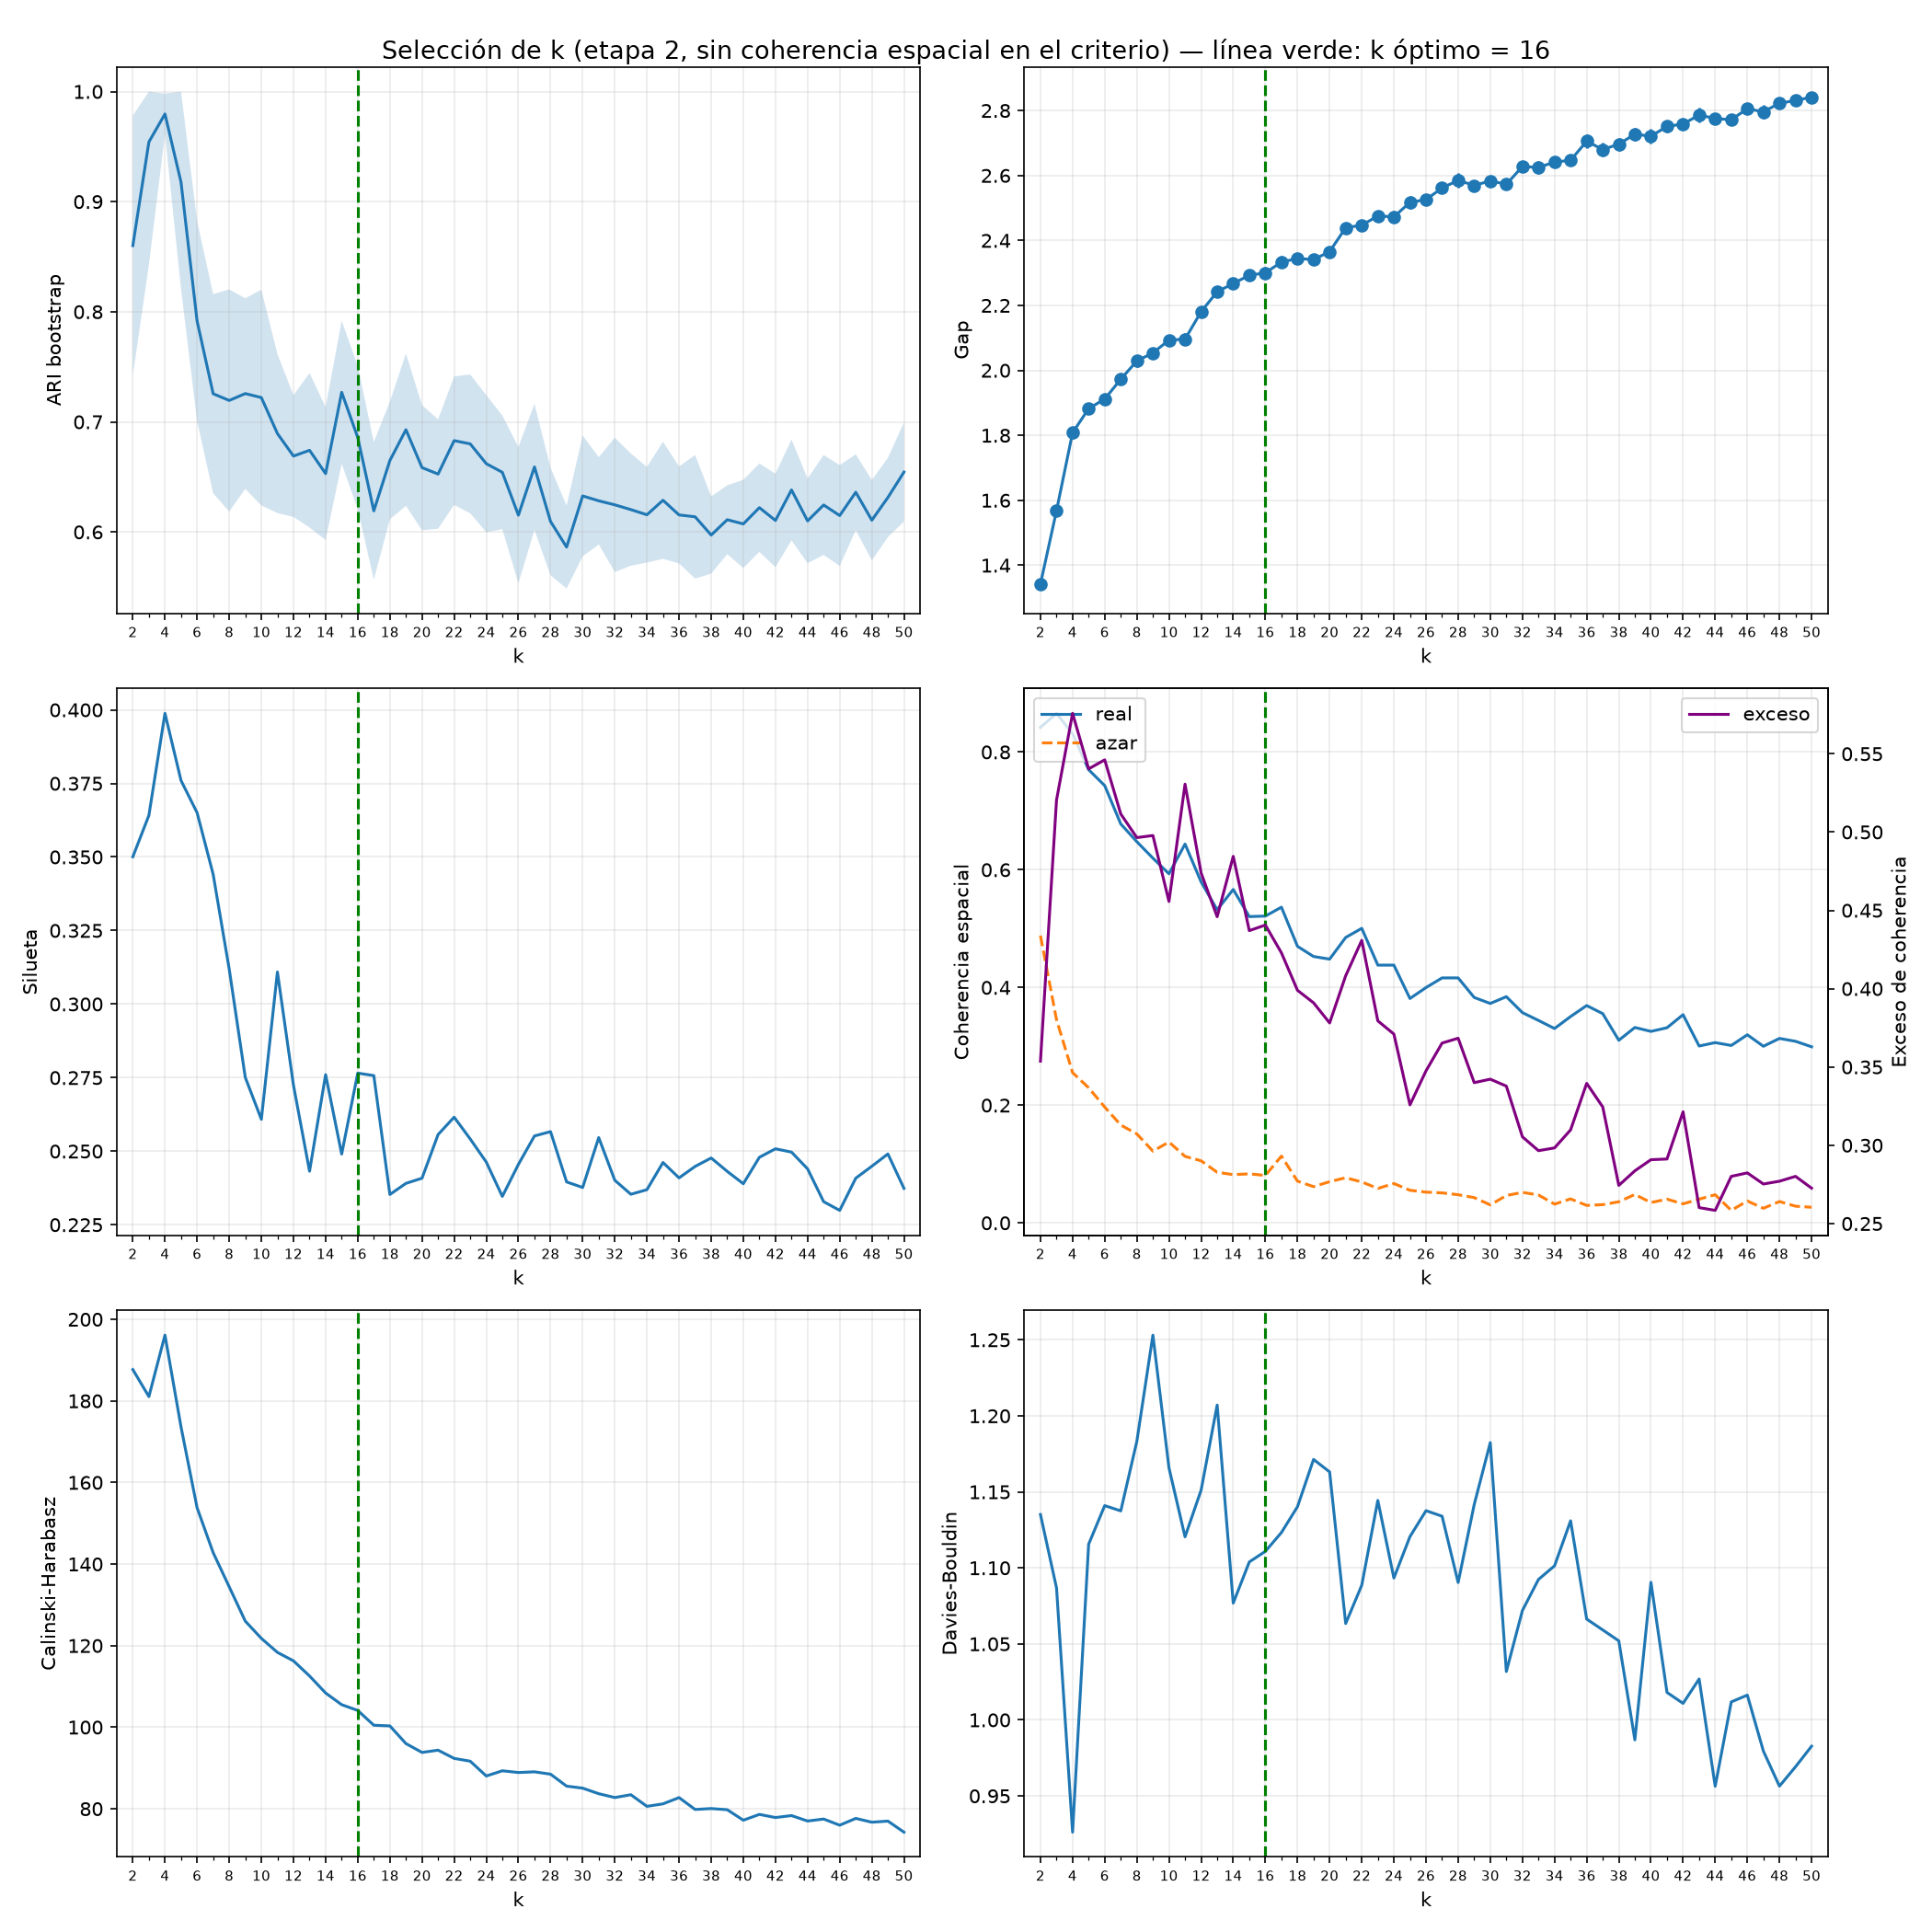 Selección de k (etapa 2, sin coherencia espacial en el criterio) — línea verde: k óptimo = 16
1.0
0.9
0.8
0.7
0.6
ARI bootstrap
2 4 6 8 10 12 14 16 18 20 22 24 26 28 30 32 34 36 38 40 42 44 46 48 50
k
2.8
2.6
2.4
2.2
2.0
1.8
1.6
1.4
Gap
2 4 6 8 10 12 14 16 18 20 22 24 26 28 30 32 34 36 38 40 42 44 46 48 50
k
0.400
0.375
0.350
0.325
0.300
0.275
0.250
0.225
Silueta
2 4 6 8 10 12 14 16 18 20 22 24 26 28 30 32 34 36 38 40 42 44 46 48 50
k
real
azar
exceso
0.8
0.6
0.4
0.2
0.0
Coherencia espacial
0.55
0.50
0.45
0.40
0.35
0.30
0.25
Exceso de coherencia
2 4 6 8 10 12 14 16 18 20 22 24 26 28 30 32 34 36 38 40 42 44 46 48 50
k
200
180
160
140
120
100
80
Calinski-Harabasz
2 4 6 8 10 12 14 16 18 20 22 24 26 28 30 32 34 36 38 40 42 44 46 48 50
k
1.25
1.20
1.15
1.10
1.05
1.00
0.95
Davies-Bouldin
2 4 6 8 10 12 14 16 18 20 22 24 26 28 30 32 34 36 38 40 42 44 46 48 50
k